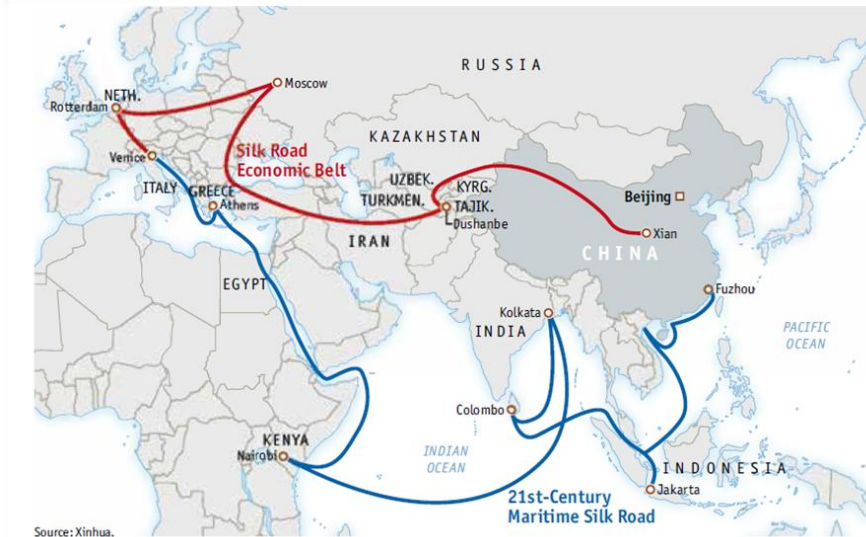 RUSSIA
Moscow
NETH.
Rotterdam
KAZAKHSTAN
Silk Road
Economic Belt
Venice
UZBEK.
KYRG.
ITALY
GREECE
TURKMEN.
TAJIK.
Beijing
Athens
Dushanbe
IRAN
Xian
CHINA
EGYPT
Fuzhou
Kolkata
INDIA
PACIFIC
OCEAN
Colombo
KENYA
Nairobi
INDIAN
OCEAN
INDONESIA
Jakarta
21st-Century
Maritime Silk Road
Source: Xinhua.